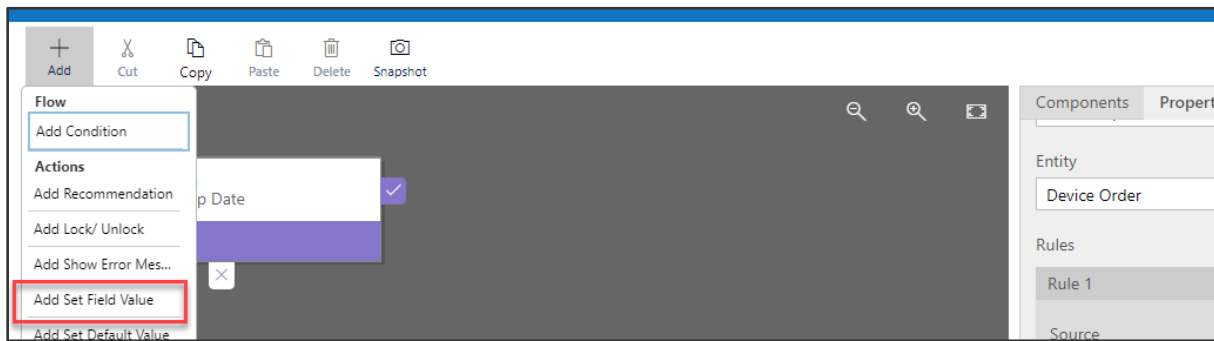 Add
Cut
Copy
Paste
Delete
Snapshot
Flow
Add Condition
Actions
Add Recommendation
Add Lock/ Unlock
Add Show Error Mes...
Add Set Field Value
Add Set Default Value
p Date
Components
Propert
Entity
Device Order
Rules
Rule 1
Source